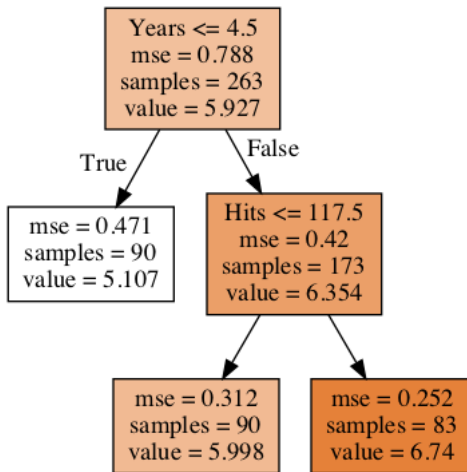 Years <= 4.5
mse = 0.788
samples = 263
value = 5.927
True
False
mse = 0.471
samples = 90
value = 5.107
Hits <= 117.5
mse = 0.42
samples = 173
value = 6.354
mse = 0.312
samples = 90
value = 5.998
mse = 0.252
samples = 83
value = 6.74